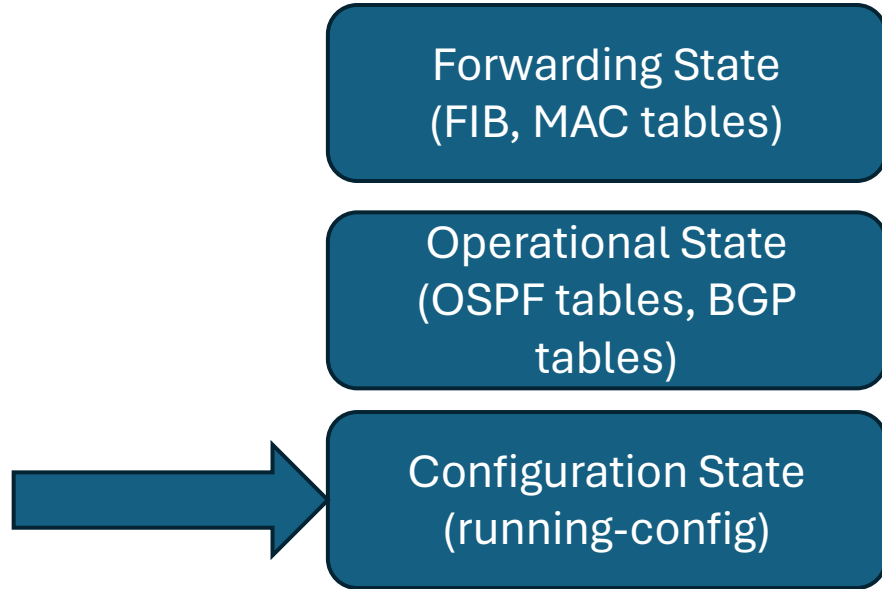 Forwarding State
(FIB, MAC tables)
Operational State
(OSPF tables, BGP
tables)
Configuration State
(running-config)